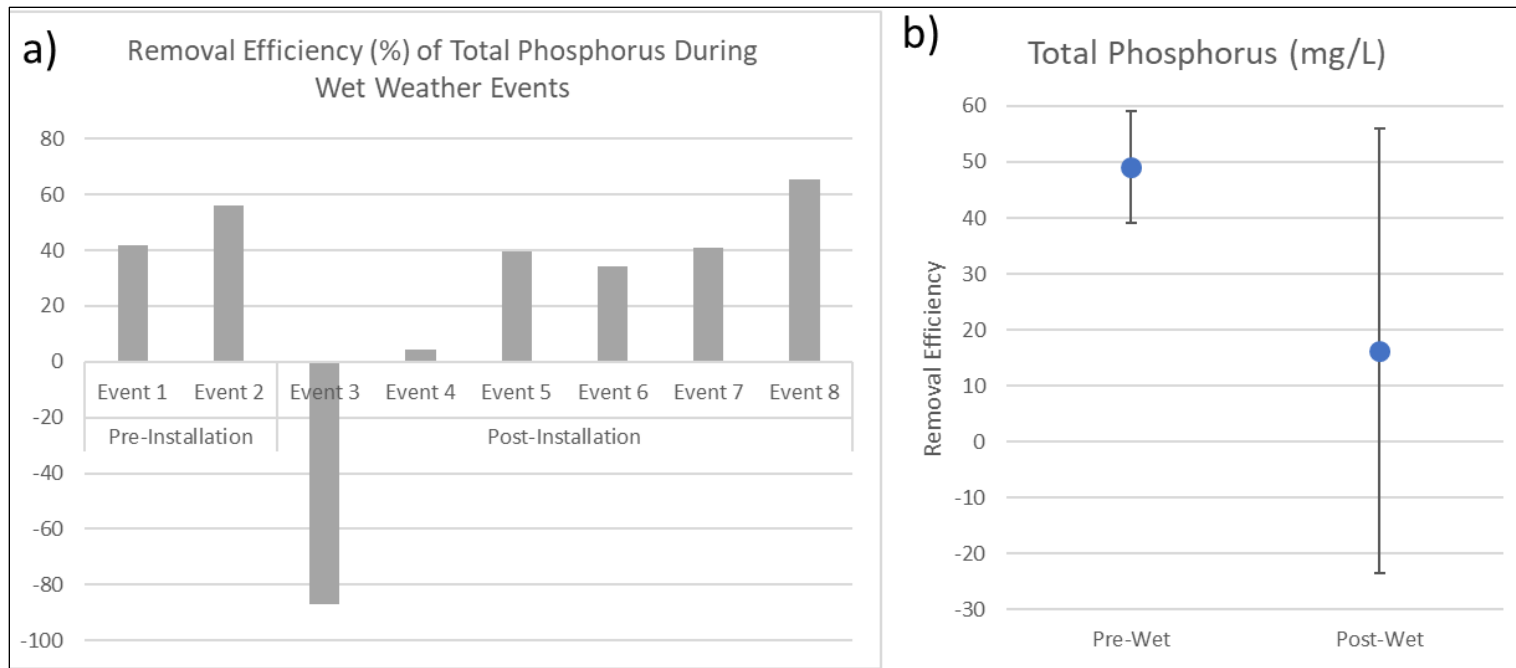 a)
Removal Efficiency (%) of Total Phosphorus During
Wet Weather Events
80
60
40
20
0
Event 1 Event 2 Event 3 Event 4 Event 5 Event 6 Event 7 Event 8
-20
Pre-Installation Post-Installation
-40
-60
-80
-100
b)
Total Phosphorus (mg/L)
Removal Efficiency
60
50
40
30
20
10
0
-10
-20
-30
Pre-Wet Post-Wet